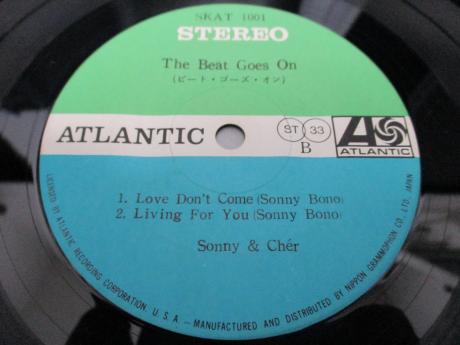 SKAT 1001
STEREO
The Beat Goes On
(ビート・ゴーズ・オン)
ATLANTIC
ST 33
B
ATLANTIC
1. Love Don't Come (Sonny Bono)
2. Living For You (Sonny Bono)
Sonny & Chér
LICENSED BY ATLANTIC RECORDING CORPORATION U.S.A — MANUFACTURED AND DISTRIBUTED BY NIPPON GRAMMOPHON CO., LTD. JAPAN